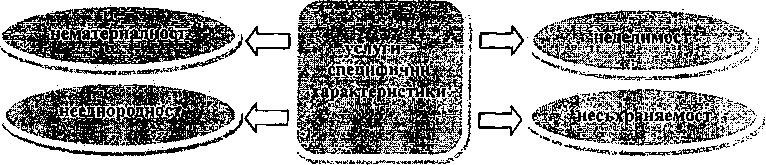 нематериалност
услуги
специфични
характеристики
неделимост
нееднородност
несъхраняемост